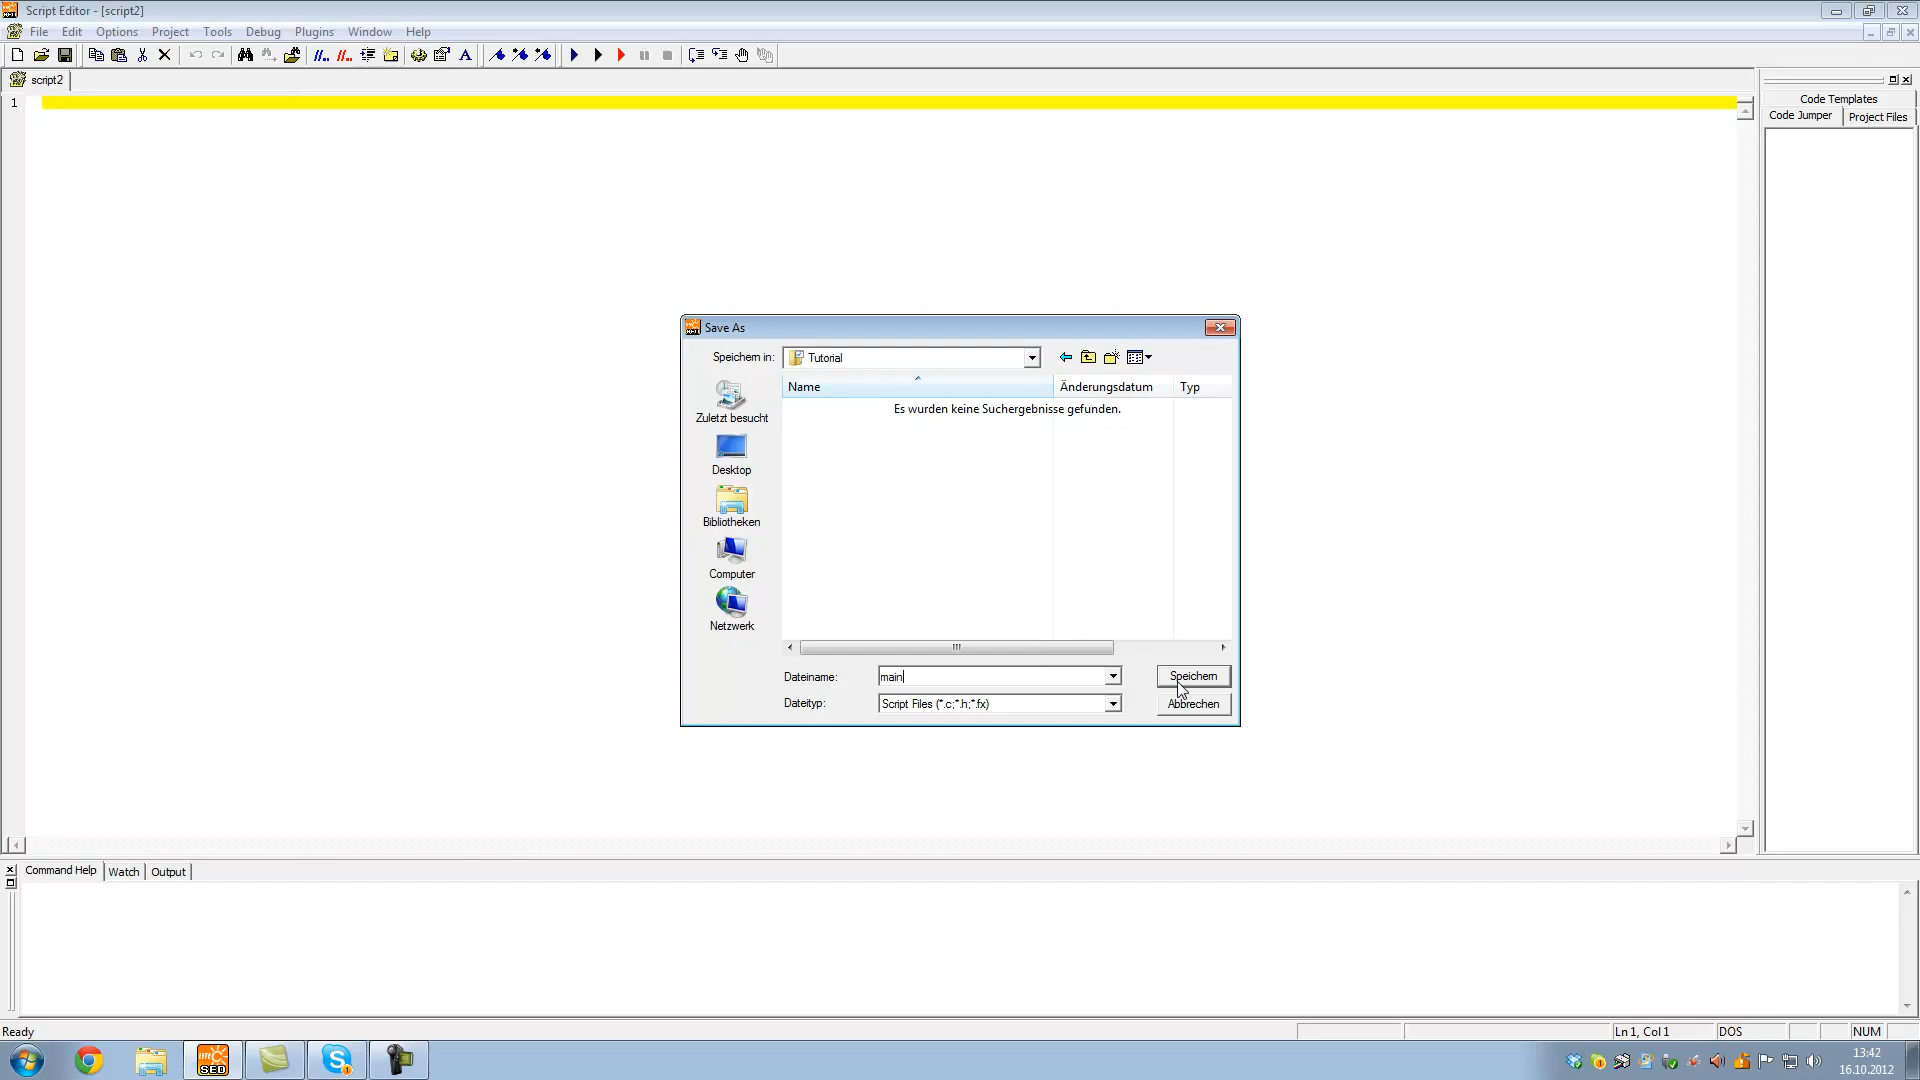 Script Editor - [script2]
File Edit Options Project Tools Debug Plugins Window Help
script2
1
Code Templates
Code Jumper Project Files
Save As
Speichern in: Tutorial
Name Änderungsdatum Typ
Es wurden keine Suchergebnisse gefunden.
Zuletzt besucht
Desktop
Bibliotheken
Computer
Netzwerk
Dateiname: main Speichern
Dateityp: Script Files (*.c;*.h;*.fx) Abbrechen
Command Help Watch Output
Ready Ln 1, Col 1 DOS NUM
SED
13:42
16.10.2012